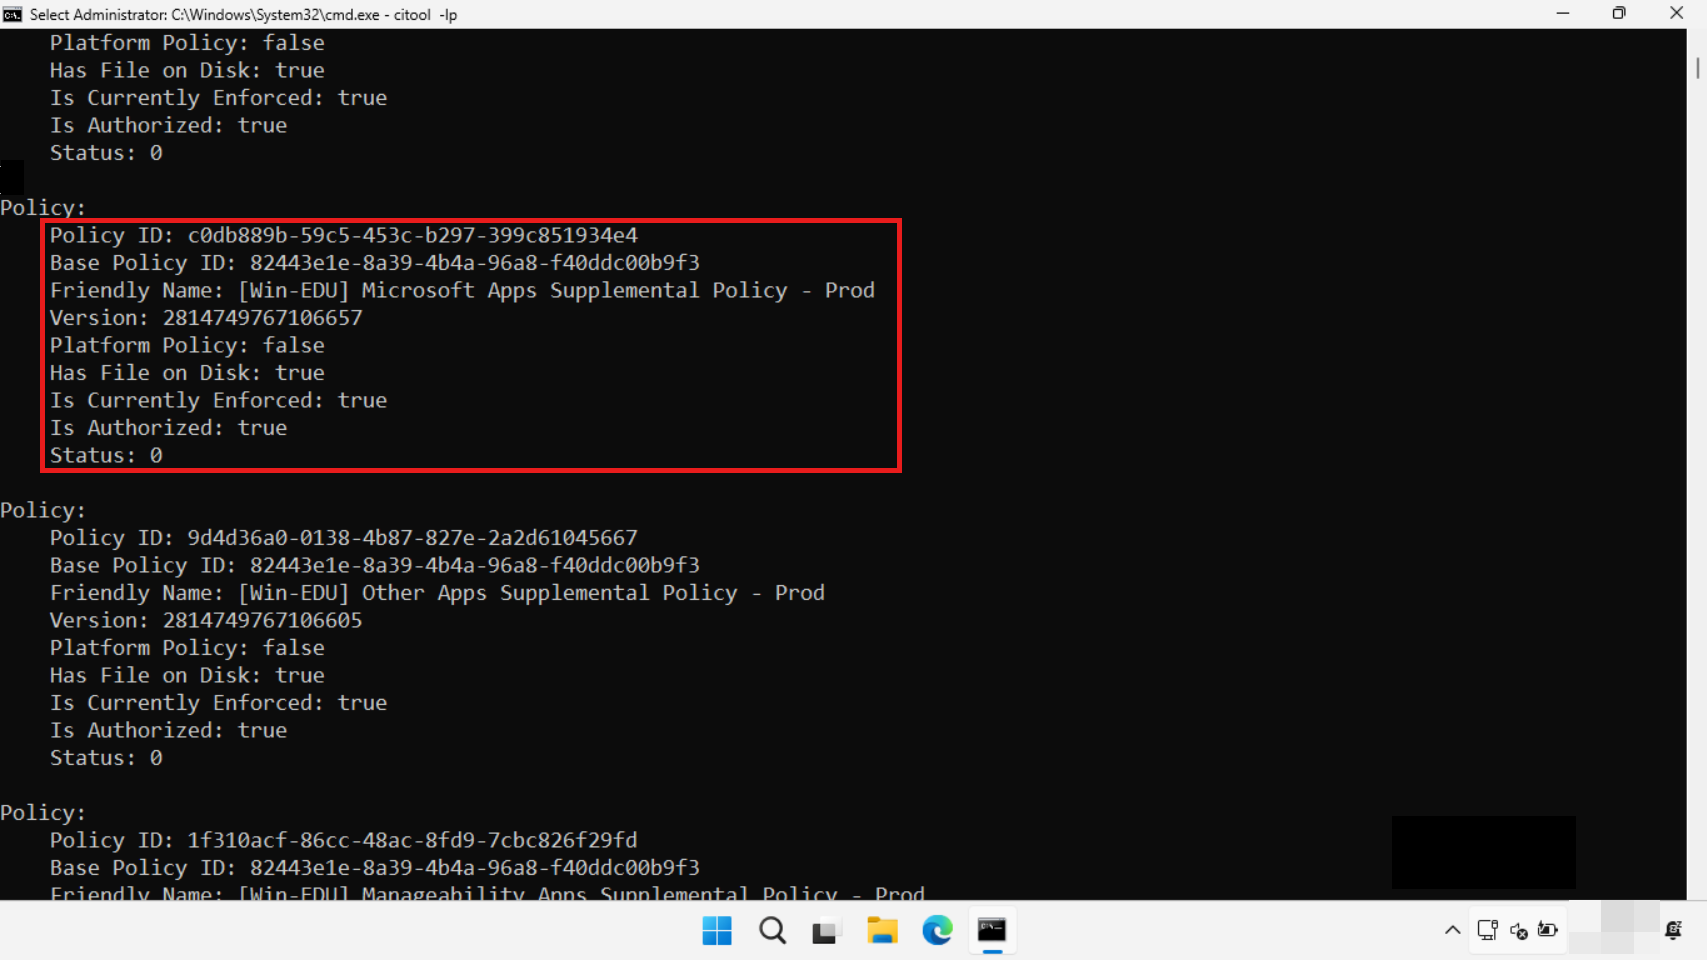 Select Administrator: C:\Windows\System32\cmd.exe - citool  -lp
Platform Policy: false
Has File on Disk: true
Is Currently Enforced: true
Is Authorized: true
Status: 0
Policy:
Policy ID: c0db889b-59c5-453c-b297-399c851934e4
Base Policy ID: 82443e1e-8a39-4b4a-96a8-f40ddc00b9f3
Friendly Name: [Win-EDU] Microsoft Apps Supplemental Policy - Prod
Version: 2814749767106657
Platform Policy: false
Has File on Disk: true
Is Currently Enforced: true
Is Authorized: true
Status: 0
Policy:
Policy ID: 9d4d36a0-0138-4b87-827e-2a2d61045667
Base Policy ID: 82443e1e-8a39-4b4a-96a8-f40ddc00b9f3
Friendly Name: [Win-EDU] Other Apps Supplemental Policy - Prod
Version: 2814749767106605
Platform Policy: false
Has File on Disk: true
Is Currently Enforced: true
Is Authorized: true
Status: 0
Policy:
Policy ID: 1f310acf-86cc-48ac-8fd9-7cbc826f29fd
Base Policy ID: 82443e1e-8a39-4b4a-96a8-f40ddc00b9f3
Friendly Name: [Win-EDU] Manageability Apps Supplemental Policy - Prod